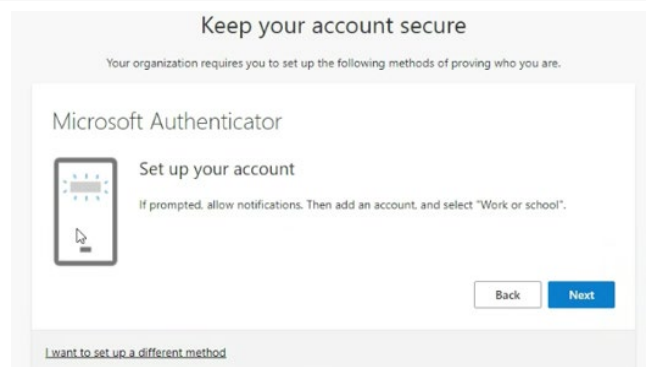 Keep your account secure
Your organization requires you to set up the following methods of proving who you are.
Microsoft Authenticator
Set up your account
If prompted, allow notifications. Then add an account, and select "Work or school".
Back
Next
I want to set up a different method